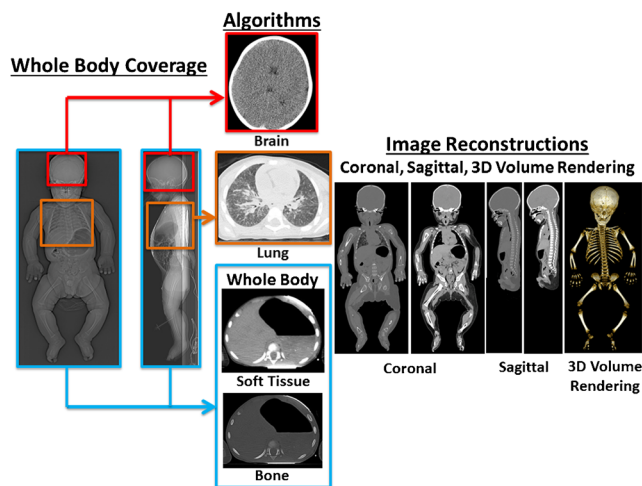 Algorithms
Whole Body Coverage
Brain
Image Reconstructions
Coronal, Sagittal, 3D Volume Rendering
Lung
Whole Body
Soft Tissue
Bone
Coronal
Sagittal
3D Volume
Rendering